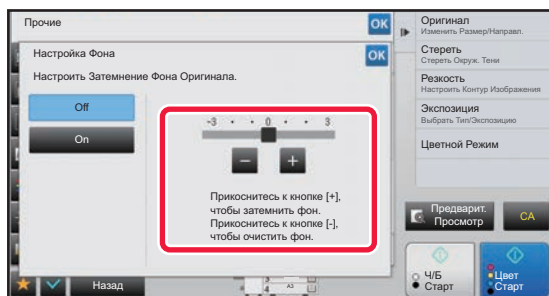 Прочие
OK
Настройка Фона
OK
Настроить Затемнение Фона Оригинала.
Off
On
-3 • • 0 • • 3
−
+
Прикоснитесь к кнопке [+],
чтобы затемнить фон.
Прикоснитесь к кнопке [-],
чтобы очистить фон.
Назад
4
A3
Оригинал
Изменить Размер/Направл.
Стереть
Стереть Окруж. Тени
Резкость
Настроить Контур Изображения
Экспозиция
Выбрать Тип/Экспозицию
Цветной Режим
Предварит.
Просмотр
CA
Ч/Б
Старт
Цвет
Старт